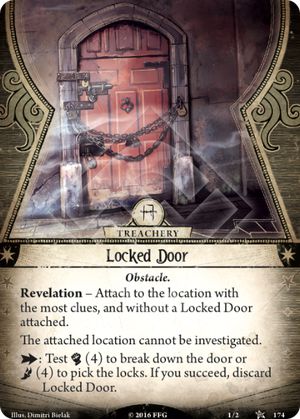 TREACHERY
Locked Door
Obstacle.
Revelation – Attach to the location with
the most clues, and without a Locked Door
attached.
The attached location cannot be investigated.
: Test (4) to break down the door or
(4) to pick the locks. If you succeed, discard
Locked Door.
Illus. Dimitri Bielak
© 2016 FFG
1/2
174